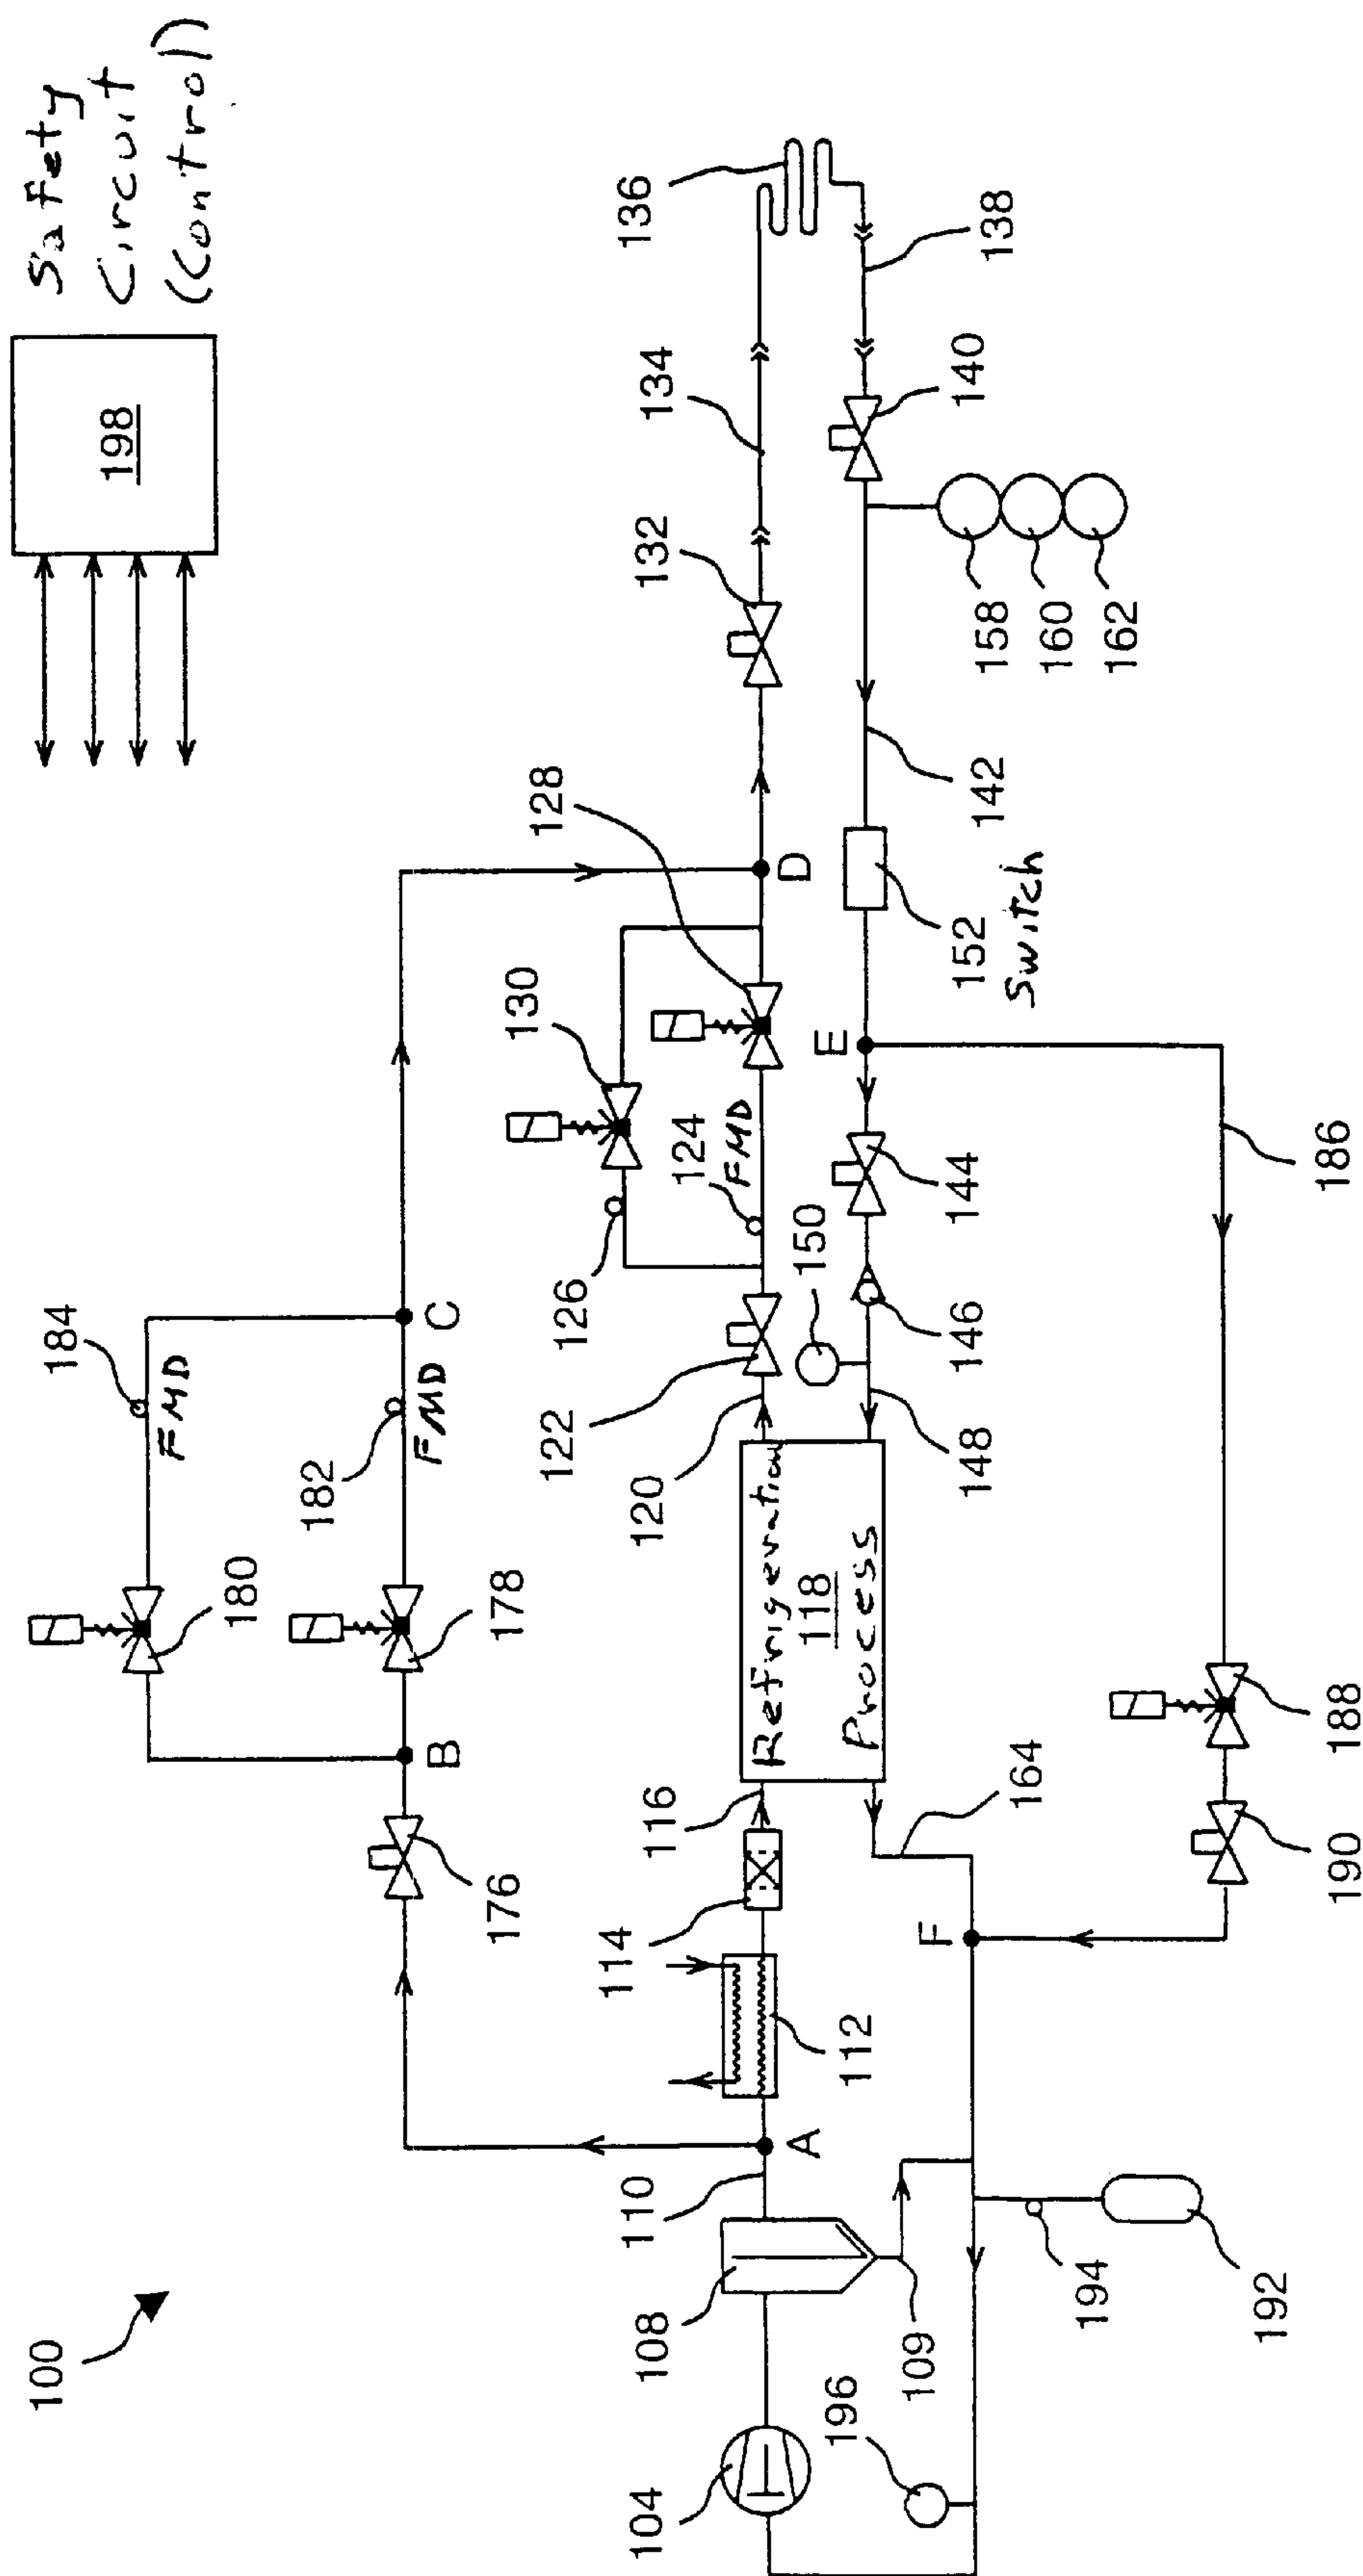 100
Safety
Circuit
(Control)
198
184
FMD
180
182
FMD
178
176
B
C
130
128
126
124
FMD
122
120
132
134
136
110
A
112
114
116
Refrigeration
118
Process
D
E
108
104
109
196
194
192
F
164
148
150
146
144
152
Switch
142
140
138
158
160
162
186
188
190